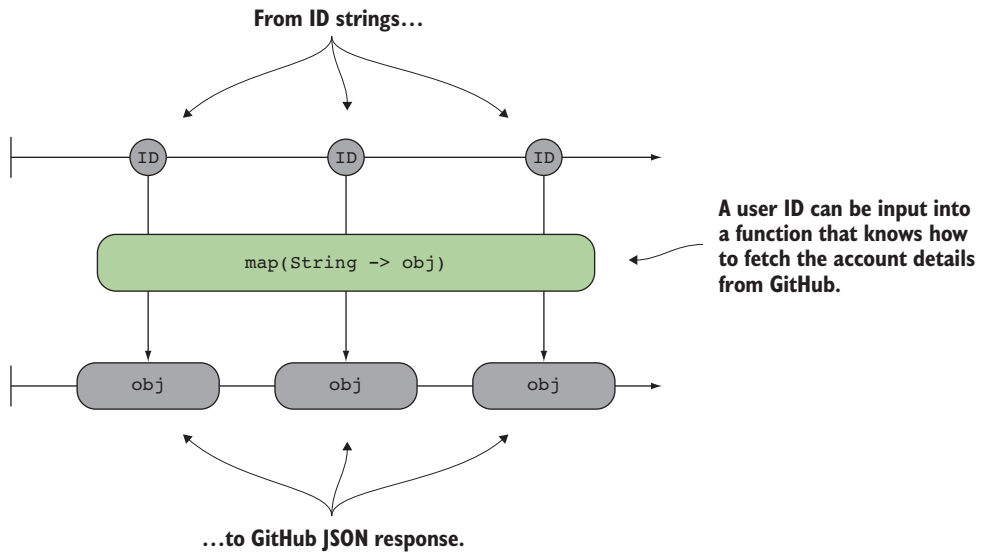 From ID strings…
ID ID ID
A user ID can be input into
a function that knows how
to fetch the account details
from GitHub.
map(String -> obj)
obj obj obj
…to GitHub JSON response.